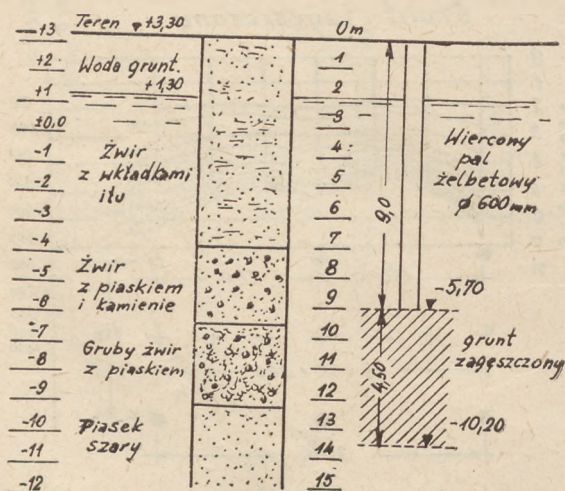 +3
Teren +3,30
0m
+2
Woda grunt.
+1,30
+1
±0,0
-1
-2
-3
-4
-5
-6
-7
-8
-9
-10
-11
-12
Żwir
z wkładkami
iłu
Żwir
z piaskiem
i kamienie
Gruby żwir
z piaskiem
Piasek
szary
1
2
3
4
5
6
7
8
9
10
11
12
13
14
15
9,0
4,50
Wiercony
pal
żelbetowy
ø 600mm
-5,70
grunt
zagęszczony
-10,20